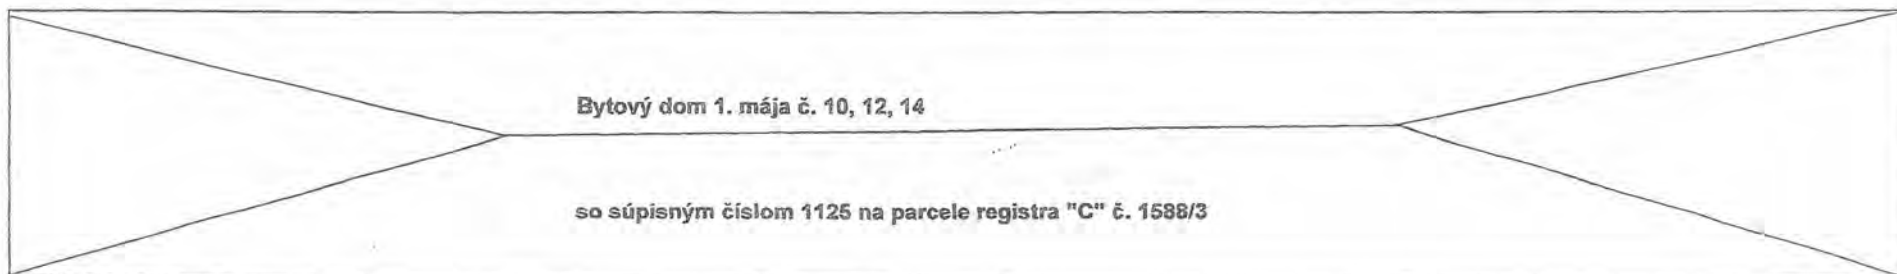 Bytový dom 1. mája č. 10, 12, 14
so súpisným číslom 1125 na parcele registra "C" č. 1588/3